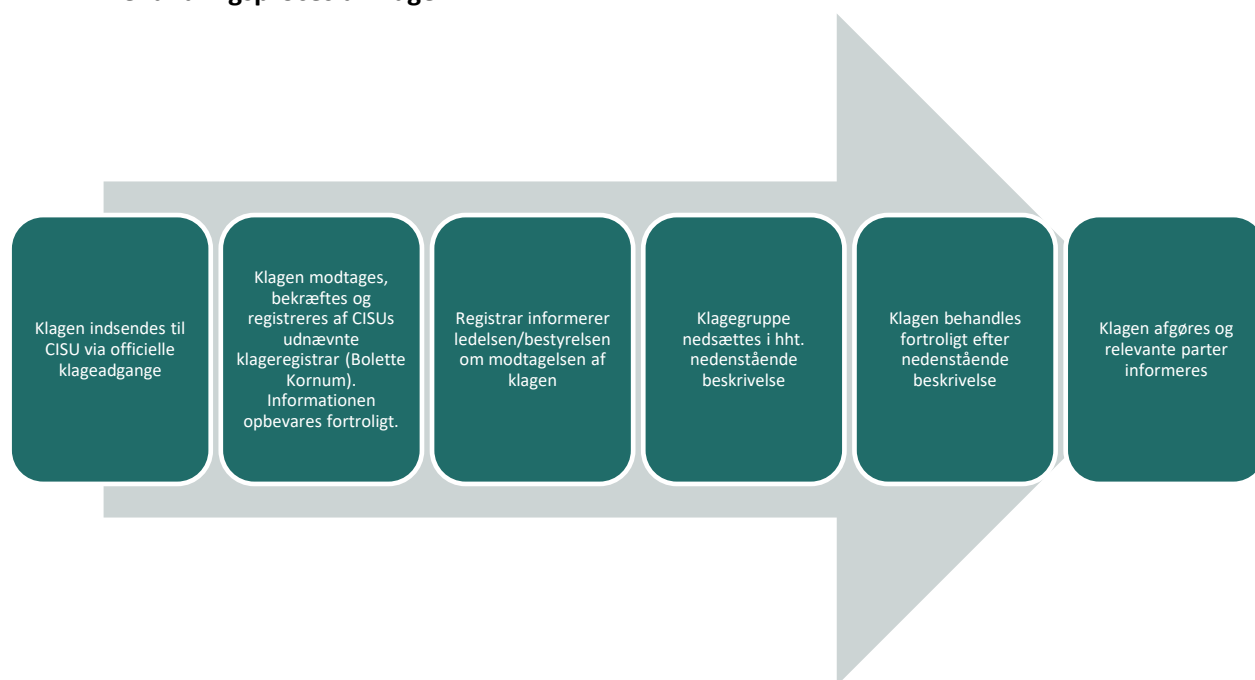 Klagen indsendes til
CISU via officielle
klageadgange
Klagen modtages,
bekræftes og
registreres af CISUs
udnævnte
klageregistrar (Bolette
Kornum).
Informationen
opbevares fortroligt.
Registrar informerer
ledelsen/bestyrelsen
om modtagelsen af
klagen
Klagegruppe
nedsættes i hht.
nedenstående
beskrivelse
Klagen behandles
fortroligt efter
nedenstående
beskrivelse
Klagen afgøres og
relevante parter
informeres